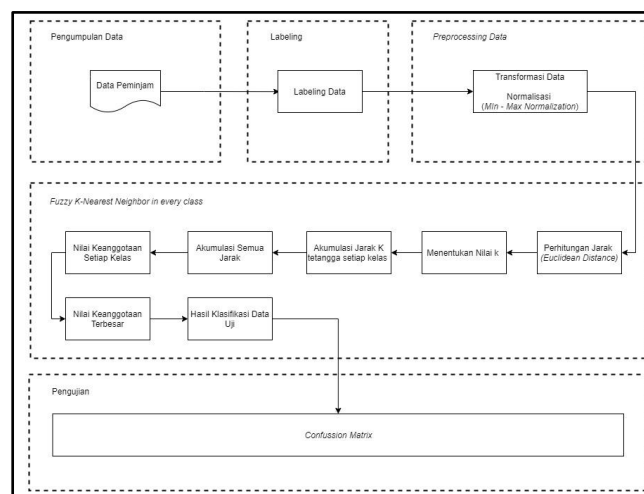 Pengumpulan Data
Labeling
Preprocessing Data
Data Peminjam
Labeling Data
Transformasi Data
Normalisasi
(MIn - Max Normalization)
Fuzzy K-Nearest Neighbor in every class
Nilai Keanggotaan
Setiap Kelas
Akumulasi Semua
Jarak
Akumulasi Jarak K
tetangga setiap kelas
Menentukan Nilai k
Perhitungan Jarak
(Euclidean Distance)
Nilai Keanggotaan
Terbesar
Hasil Klasifikasi Data
Uji
Pengujian
Confussion Matrix